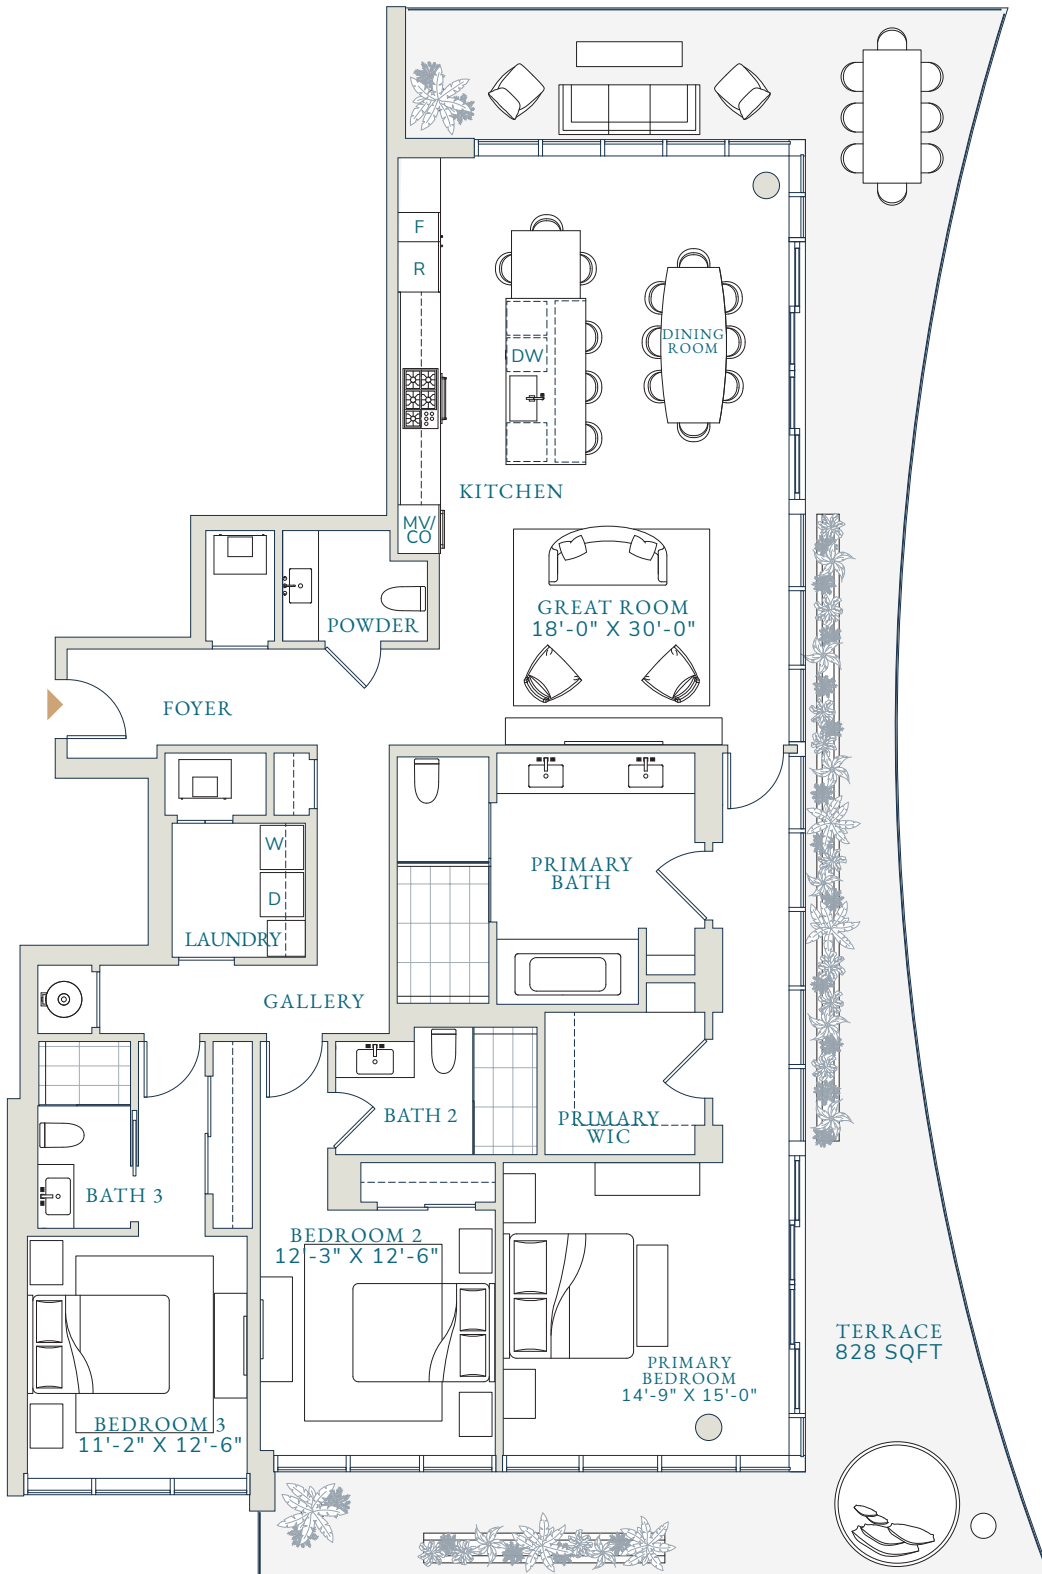 F
R
DW
DINING
ROOM
KITCHEN
MV/
CO
GREAT ROOM
18'-0" X 30'-0"
POWDER
FOYER
W
D
LAUNDRY
PRIMARY
BATH
GALLERY
BATH 2
PRIMARY
WIC
BATH 3
BEDROOM 2
12'-3" X 12'-6"
TERRACE
828 SQFT
PRIMARY
BEDROOM
14'-9" X 15'-0"
BEDROOM 3
11'-2" X 12'-6"